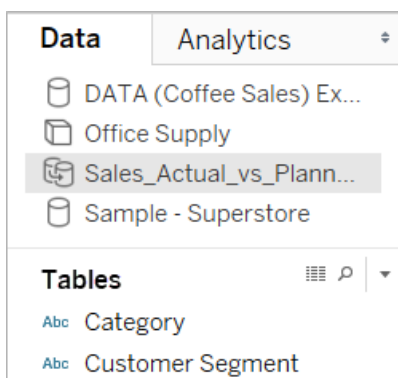 Data Analytics
DATA (Coffee Sales) Ex...
Office Supply
Sales_Actual_vs_Plann...
Sample - Superstore
Tables
Abc Category
Abc Customer Segment